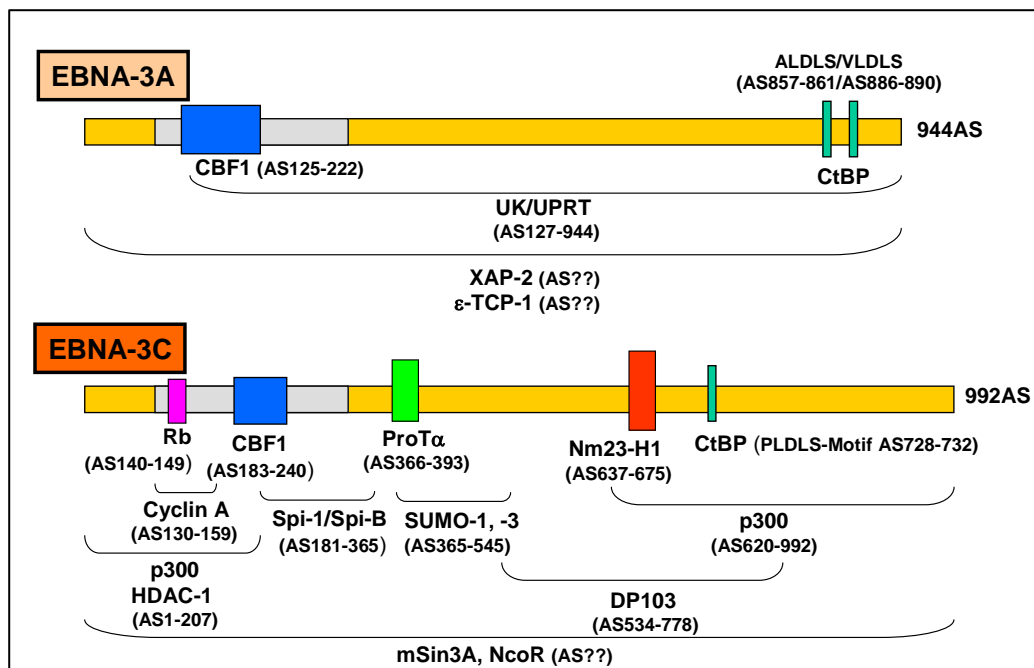 EBNA-3A
ALDLS/VLDLS
(AS857-861/AS886-890)
944AS
CBF1 (AS125-222)
CtBP
UK/UPRT
(AS127-944)
XAP-2 (AS??)
ε-TCP-1 (AS??)
EBNA-3C
992AS
Rb
(AS140-149)
CBF1
(AS183-240)
ProTα
(AS366-393)
Nm23-H1
(AS637-675)
CtBP (PLDLS-Motif AS728-732)
Cyclin A
(AS130-159)
Spi-1/Spi-B
(AS181-365)
SUMO-1, -3
(AS365-545)
p300
(AS620-992)
p300
HDAC-1
(AS1-207)
DP103
(AS534-778)
mSin3A, NcoR (AS??)